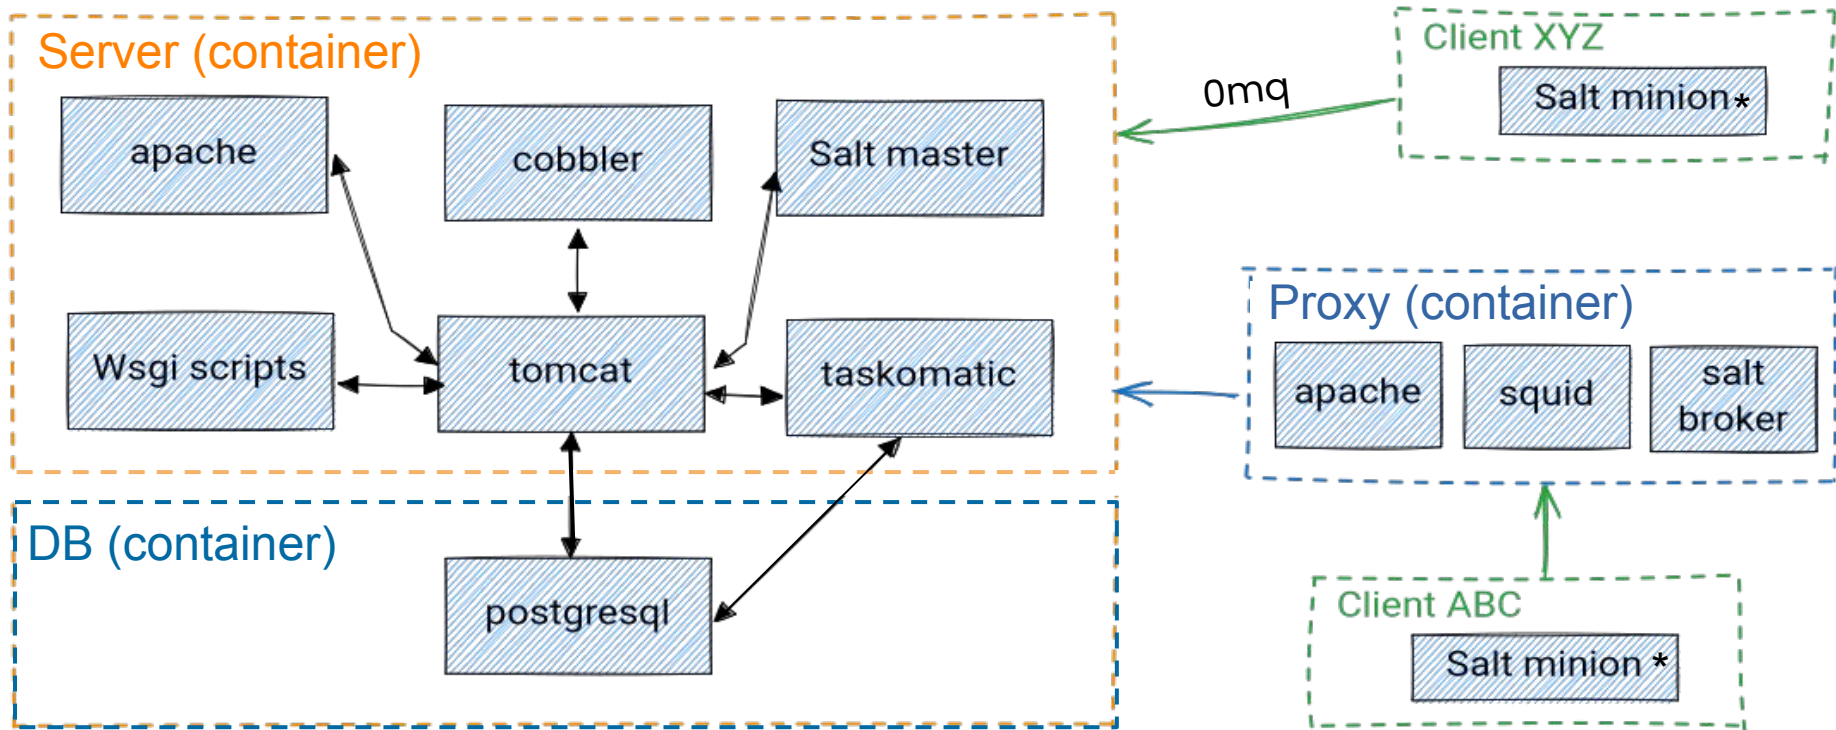 Server (container)
apache
cobbler
Salt master
Wsgi scripts
tomcat
taskomatic
DB (container)
postgresql
0mq
Client XYZ
Salt minion*
Proxy (container)
apache
squid
salt
broker
Client ABC
Salt minion *